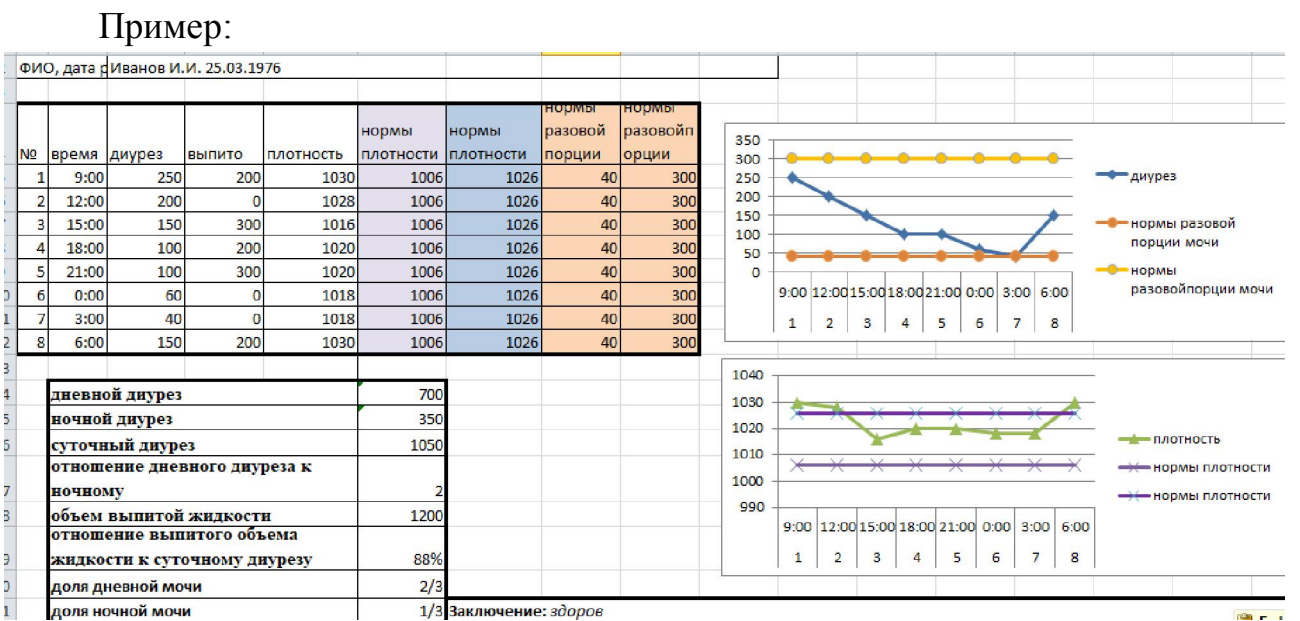 Пример:
ФИО, дата р Иванов И.И. 25.03.1976
№ время диурез выпито плотность нормы плотности нормы плотности нормы разовой порции нормы разовойп орции
1 9:00 250 200 1030 1006 1026 40 300
2 12:00 200 0 1028 1006 1026 40 300
3 15:00 150 300 1016 1006 1026 40 300
4 18:00 100 200 1020 1006 1026 40 300
5 21:00 100 300 1020 1006 1026 40 300
6 0:00 60 0 1018 1006 1026 40 300
7 3:00 40 0 1018 1006 1026 40 300
8 6:00 150 200 1030 1006 1026 40 300
350
300
250
200
150
100
50
0
9:00 12:00 15:00 18:00 21:00 0:00 3:00 6:00
1 2 3 4 5 6 7 8
диурез
нормы разовой
порции мочи
нормы
разовойпорции мочи
дневной диурез 700
ночной диурез 350
суточный диурез 1050
отношение дневного диуреза к
ночному 2
объем выпитой жидкости 1200
отношение выпитого объема
жидкости к суточному диурезу 88%
доля дневной мочи 2/3
доля ночной мочи 1/3
1040
1030
1020
1010
1000
990
9:00 12:00 15:00 18:00 21:00 0:00 3:00 6:00
1 2 3 4 5 6 7 8
плотность
нормы плотности
нормы плотности
Заключение: здоров